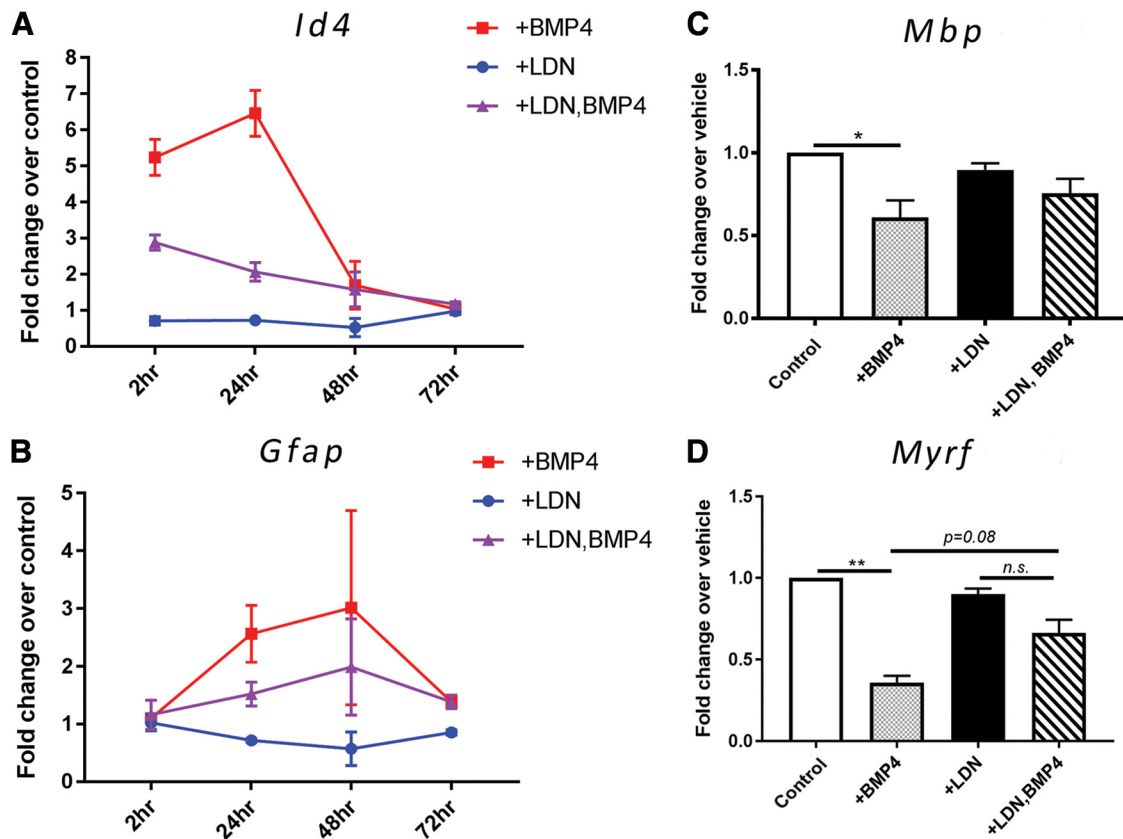 A
Id4
+BMP4
+LDN
+LDN,BMP4
Fold change over control
8
7
6
5
4
3
2
1
0
2hr
24hr
48hr
72hr
B
Gfap
+BMP4
+LDN
+LDN,BMP4
Fold change over control
5
4
3
2
1
0
2hr
24hr
48hr
72hr
C
Mbp
Fold change over vehicle
1.5
1.0
0.5
0.0
*
Control
+BMP4
+LDN
+LDN, BMP4
D
Myrf
Fold change over vehicle
1.5
1.0
0.5
0.0
**
p=0.08
n.s.
Control
+BMP4
+LDN
+LDN,BMP4